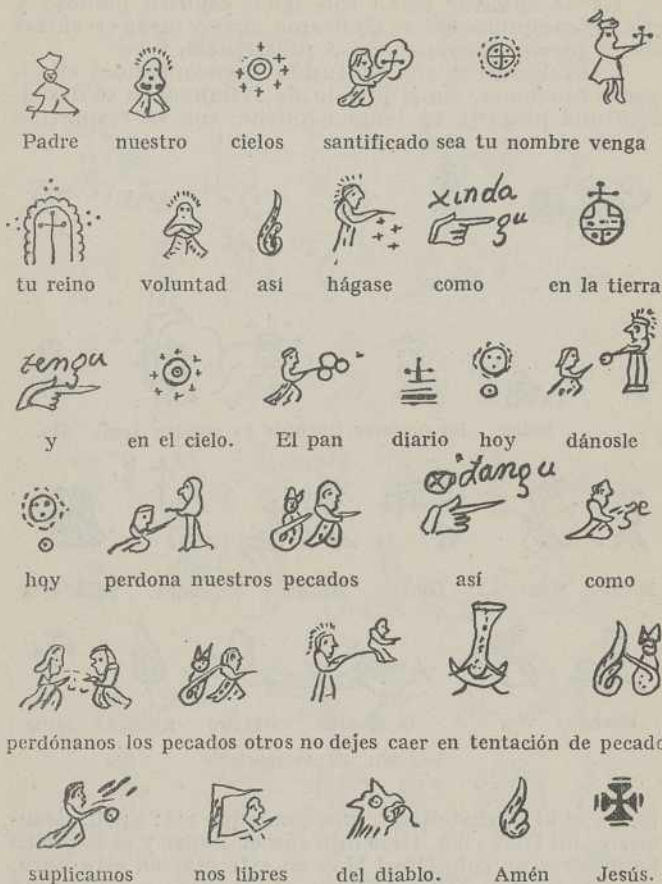 Padre nuestro cielos santificado sea tu nombre venga
xinda
gu
tu reino voluntad así hágase como en la tierra
tengu
y en el cielo. El pan diario hoy dánosle
tangu
ge
hoy perdona nuestros pecados así como
perdónanos los pecados otros no dejes caer en tentación de pecado
suplicamos nos libres del diablo. Amén Jesús.